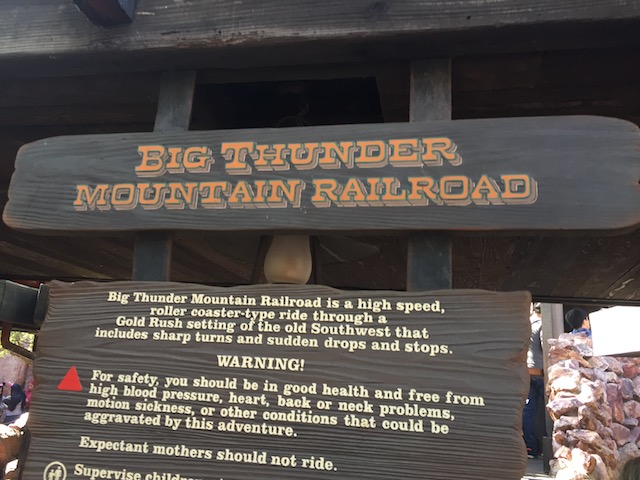 BIG THUNDER
MOUNTAIN RAILROAD
Big Thunder Mountain Railroad is a high speed,
roller coaster-type ride through a
Gold Rush setting of the old Southwest that
includes sharp turns and sudden drops and stops.
WARNING!
For safety, you should be in good health and free from
high blood pressure, heart, back or neck problems,
motion sickness, or other conditions that could be
aggravated by this adventure.
Expectant mothers should not ride.
Supervise